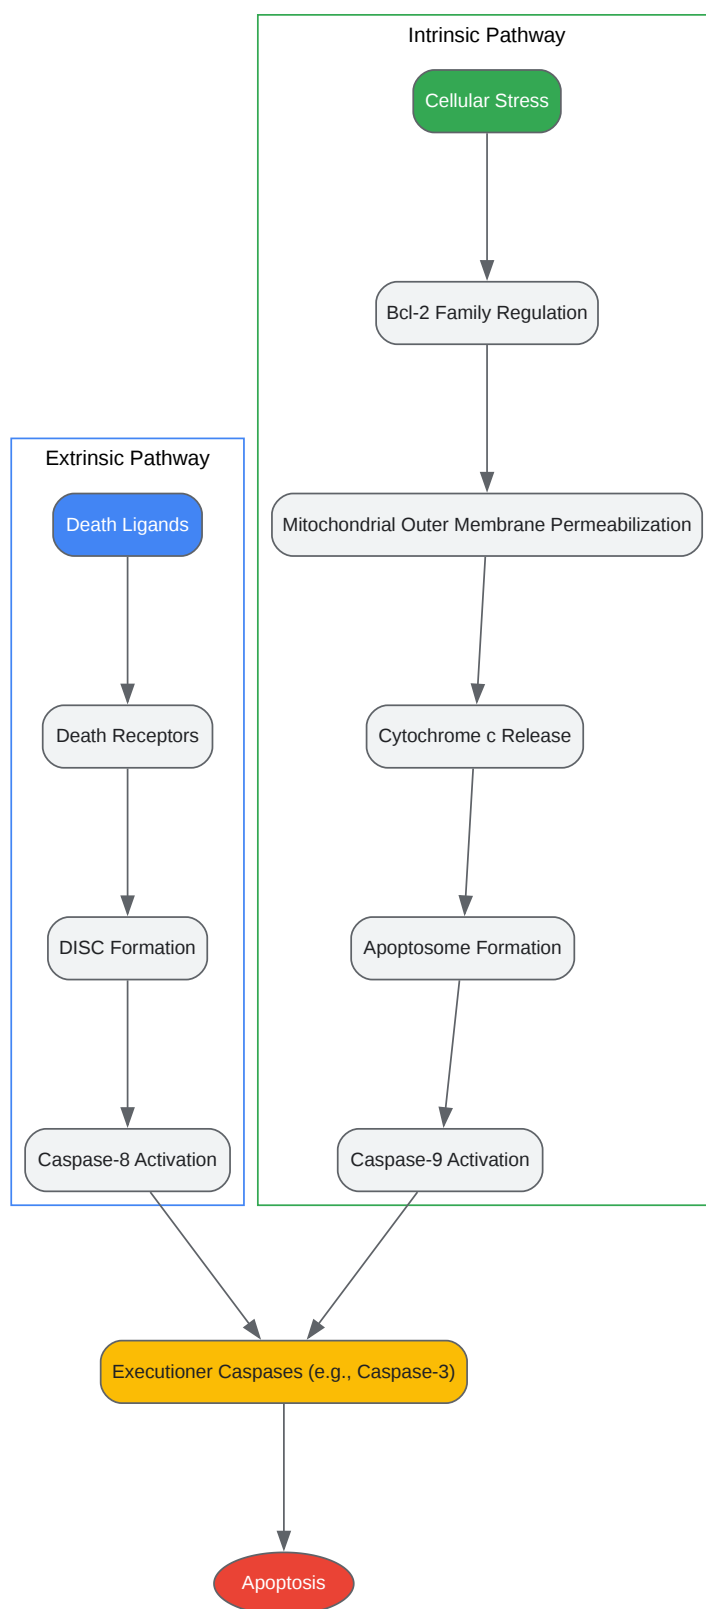 Intrinsic Pathway
Cellular Stress
Bcl-2 Family Regulation
Mitochondrial Outer Membrane Permeabilization
Cytochrome c Release
Apoptosome Formation
Caspase-9 Activation
Extrinsic Pathway
Death Ligands
Death Receptors
DISC Formation
Caspase-8 Activation
Executioner Caspases (e.g., Caspase-3)
Apoptosis